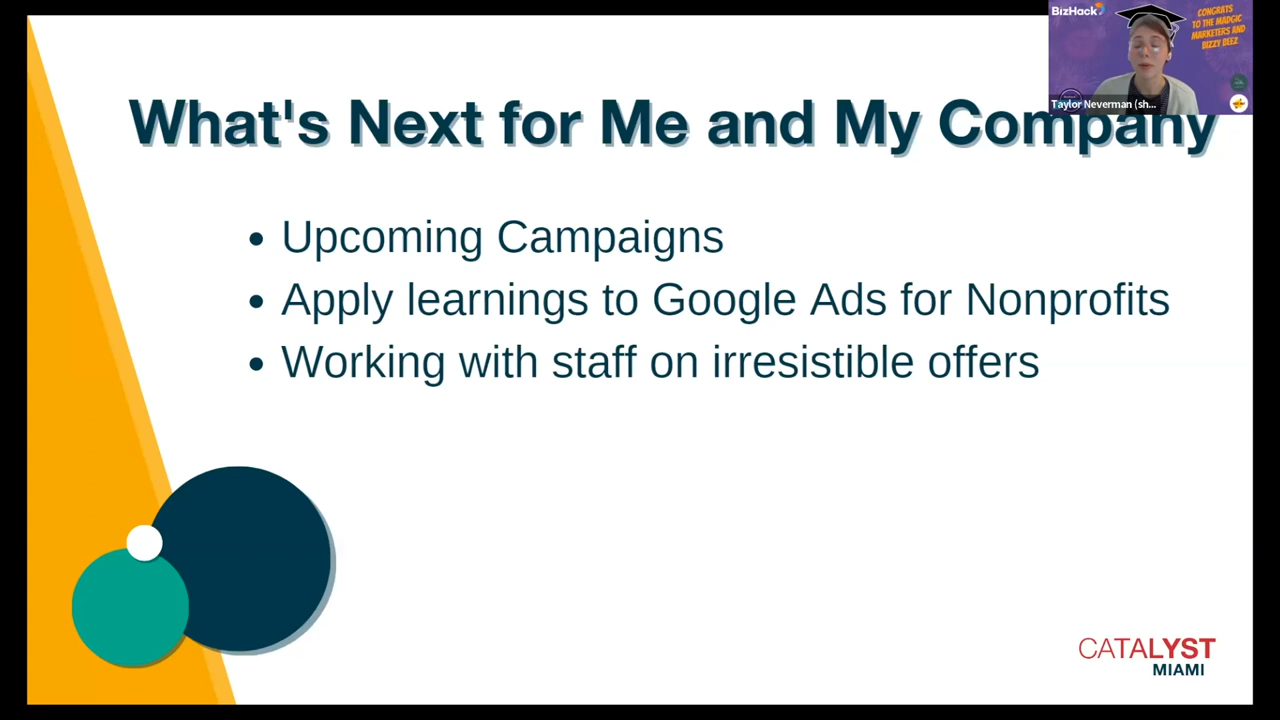 BizHack
CONGRATS
TO THE MADGIC
MARKETERS AND
BIZZY BEEZ
Taylor Neverman (sh...
What's Next for Me and My Company
• Upcoming Campaigns
• Apply learnings to Google Ads for Nonprofits
• Working with staff on irresistible offers
CATALYST
MIAMI